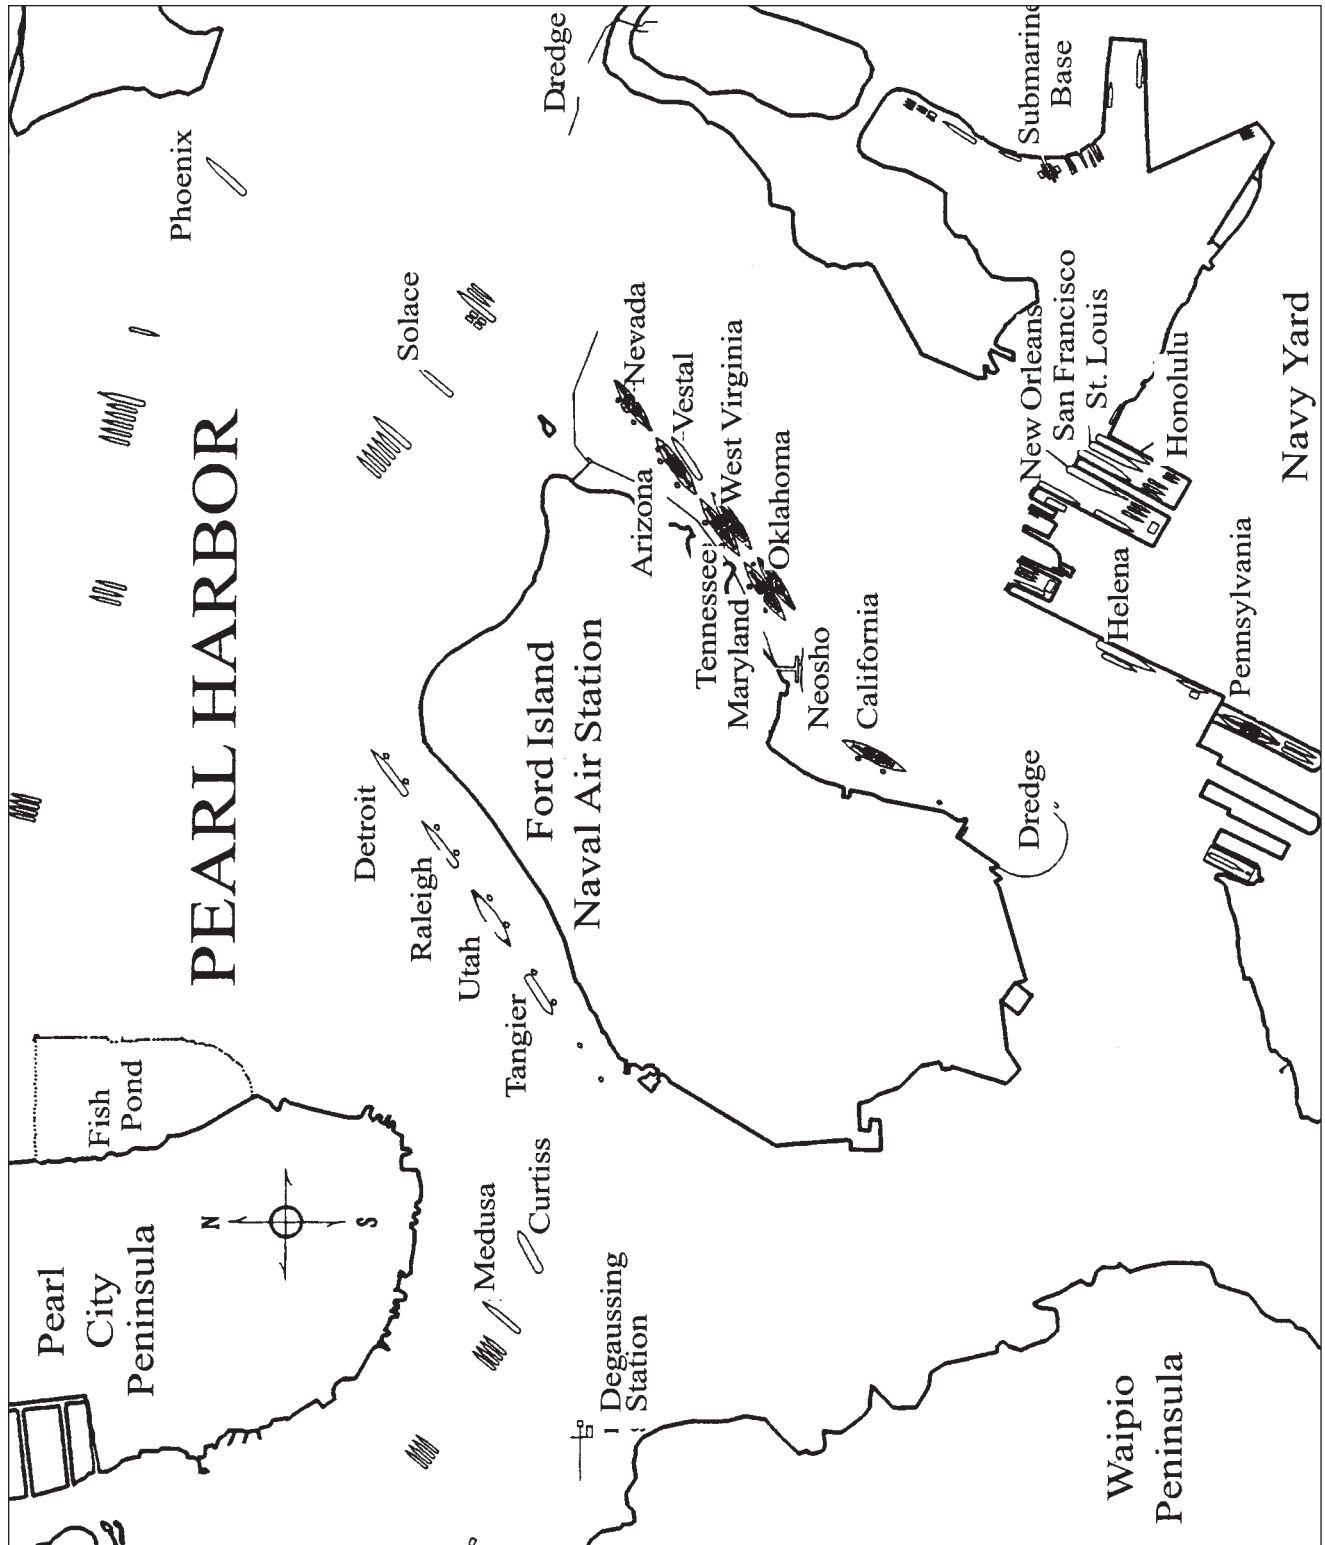 PEARL HARBOR
Pearl
City
Peninsula
Fish
Pond
N
S
Phoenix
Solace
Detroit
Raleigh
Utah
Tangier
Medusa
Curtiss
Degaussing
Station
Waipio
Peninsula
Ford Island
Naval Air Station
Dredge
Nevada
Vestal
Arizona
West Virginia
Tennessee
Oklahoma
Maryland
Neosho
California
Dredge
Submarine
Base
New Orleans
San Francisco
St. Louis
Honolulu
Helena
Pennsylvania
Navy Yard